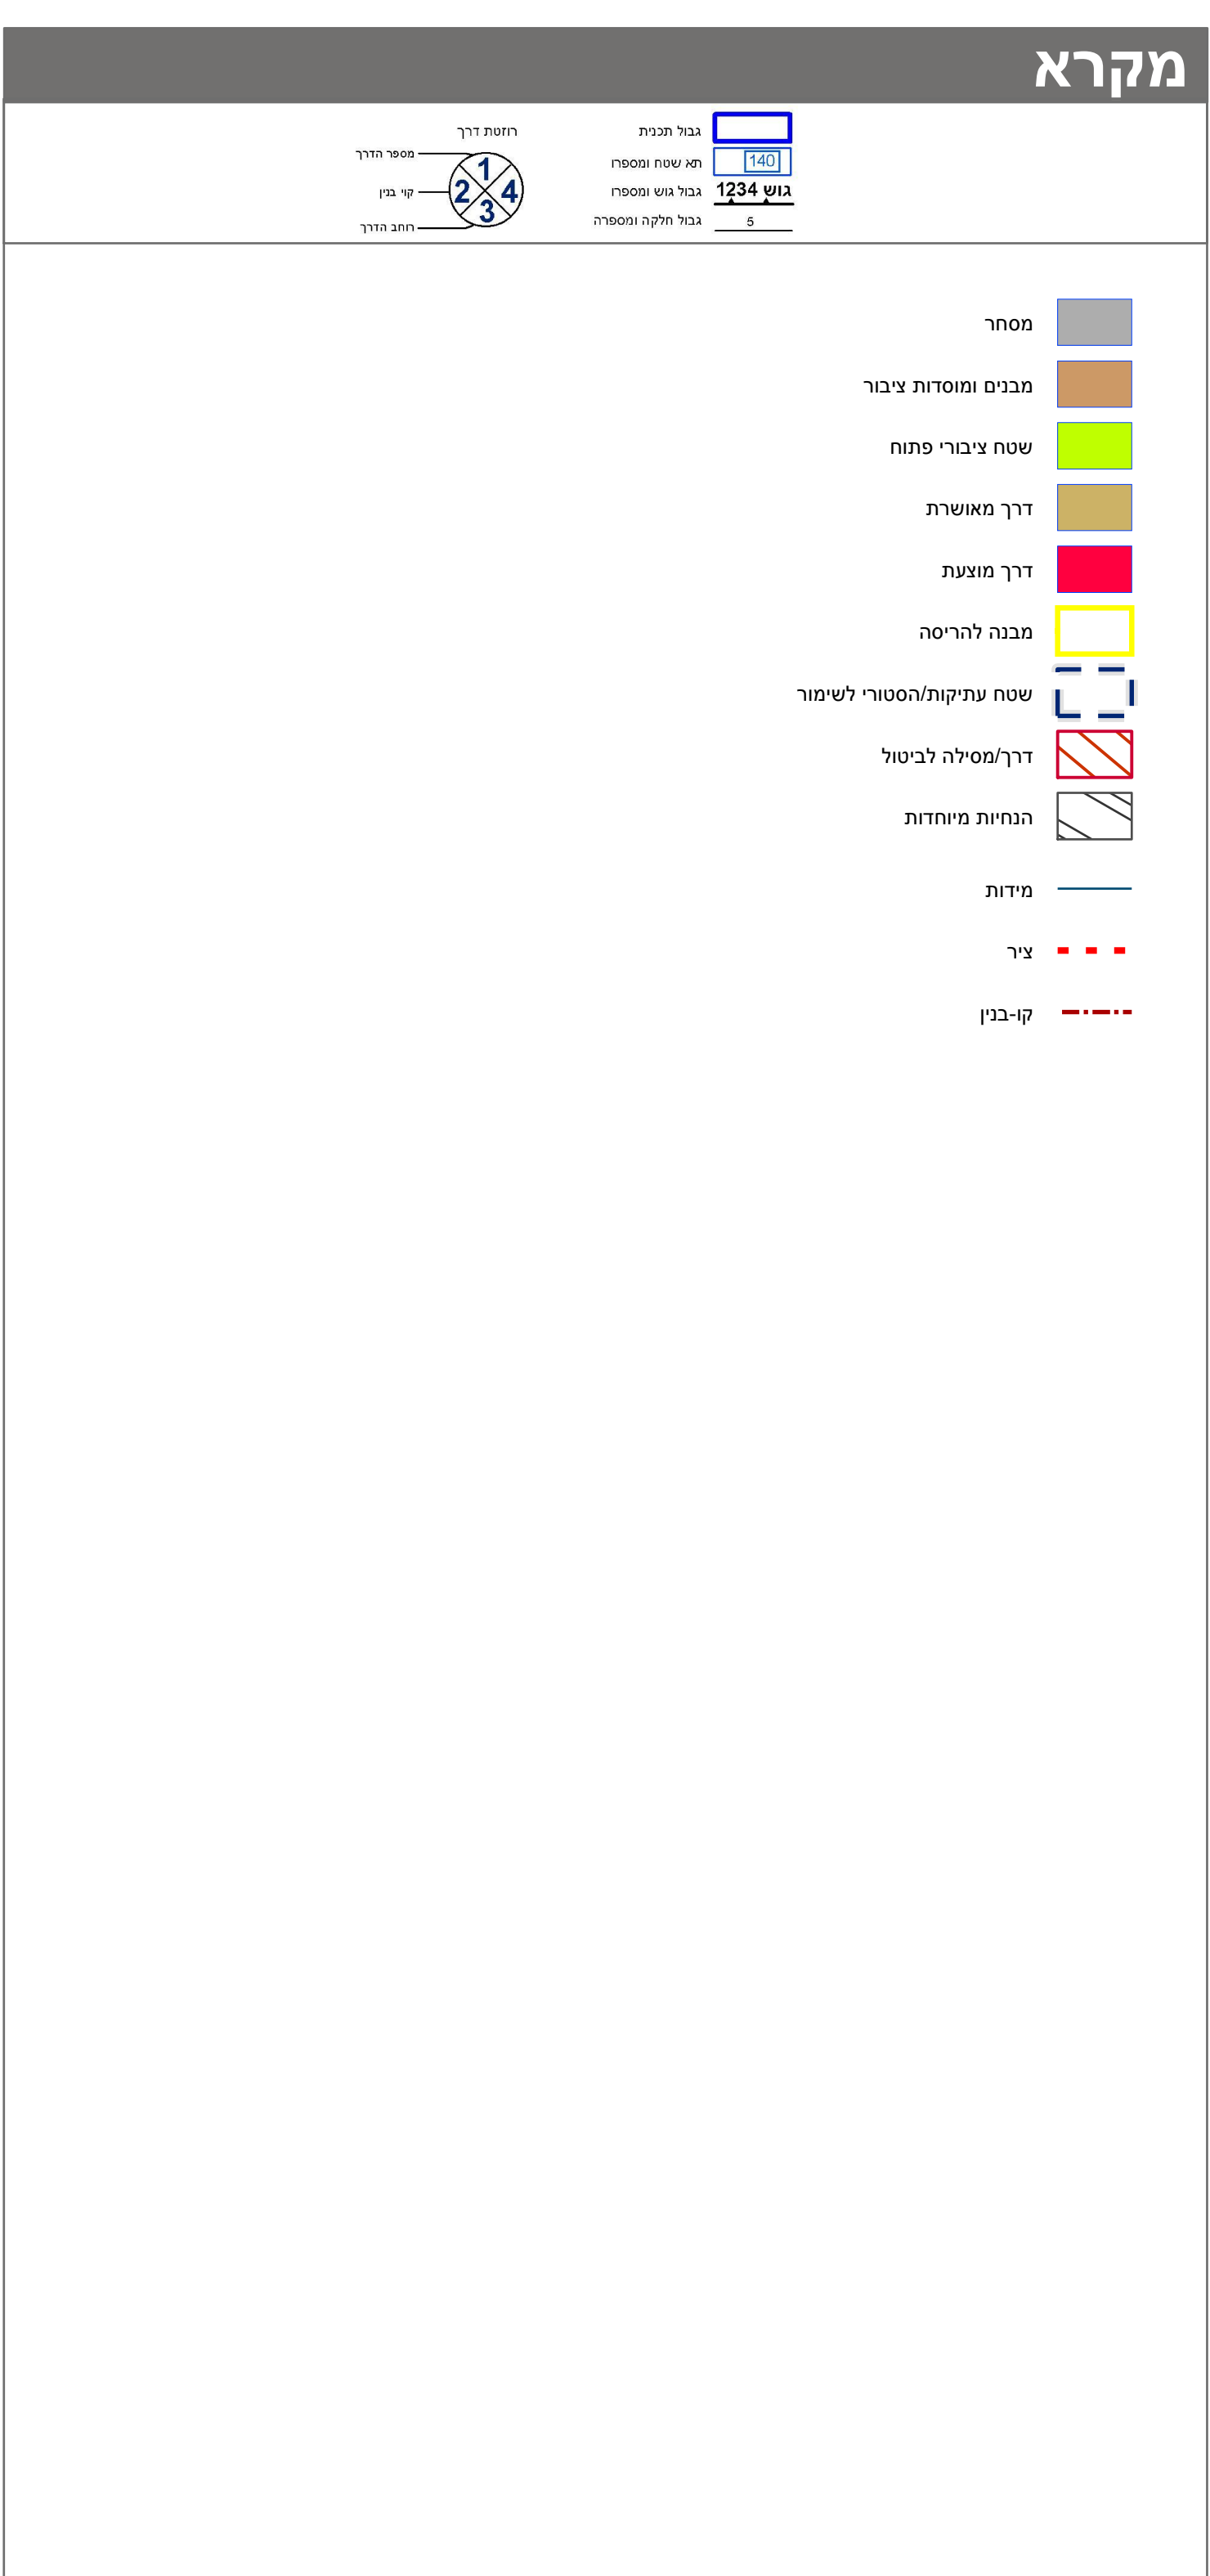 מקרא
גבול תכנית
140
תא שטח ומספרו
גוש 1234
גבול גוש ומספרו
5
גבול חלקה ומספרה
רוזטת דרך
1
2
3
4
מספר הדרך
קוי בנין
רוחב הדרך
מסחר
מבנים ומוסדות ציבור
שטח ציבורי פתוח
דרך מאושרת
דרך מוצעת
מבנה להריסה
שטח עתיקות/הסטורי לשימור
דרך/מסילה לביטול
הנחיות מיוחדות
מידות
ציר
קו-בנין